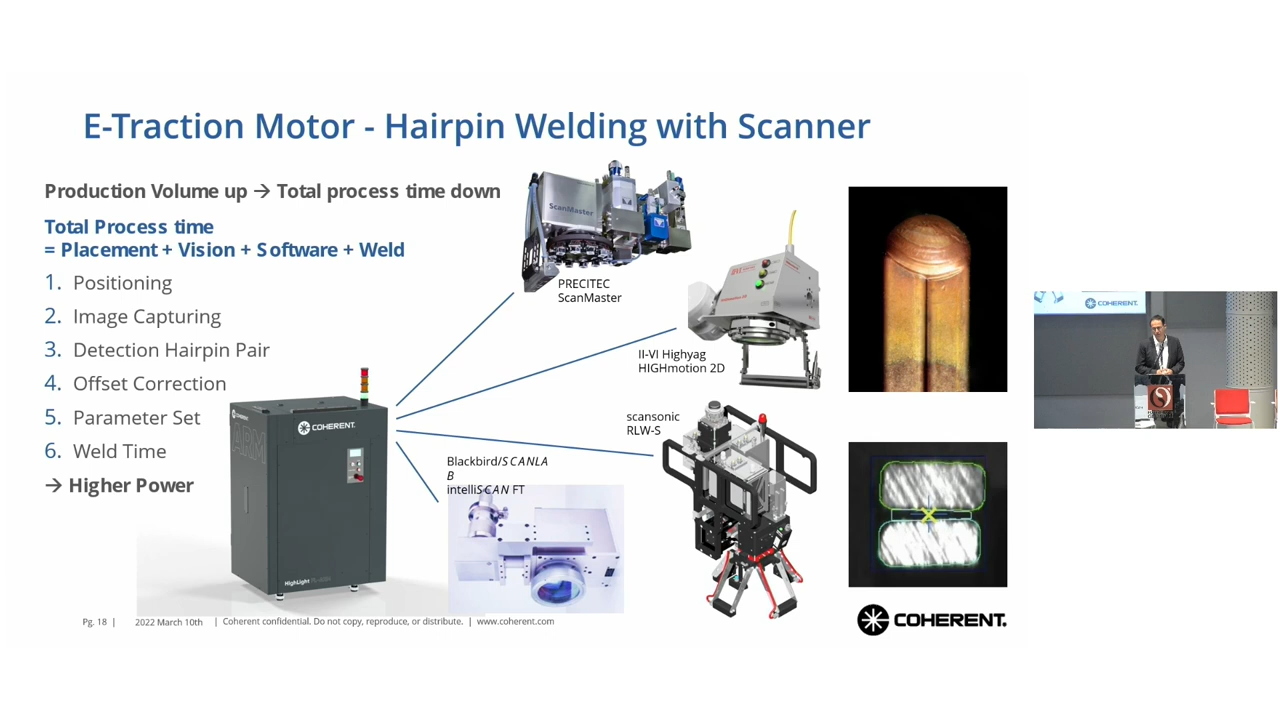 E-Traction Motor - Hairpin Welding with Scanner
Production Volume up → Total process time down
Total Process time
= Placement + Vision + Software + Weld
1. Positioning
2. Image Capturing
3. Detection Hairpin Pair
4. Offset Correction
5. Parameter Set
6. Weld Time
→ Higher Power
ScanMaster
PRECITEC
ScanMaster
II-VI Highyag
HIGHmotion 2D
scansonic
RLW-S
Blackbird/SCANLA
B
intelliSCAN FT
COHERENT.
COHERENT.
ARM
HighLight
Pg. 18 | 2022 March 10th | Coherent confidential. Do not copy, reproduce, or distribute. | www.coherent.com
COHERENT.
COHERENT.